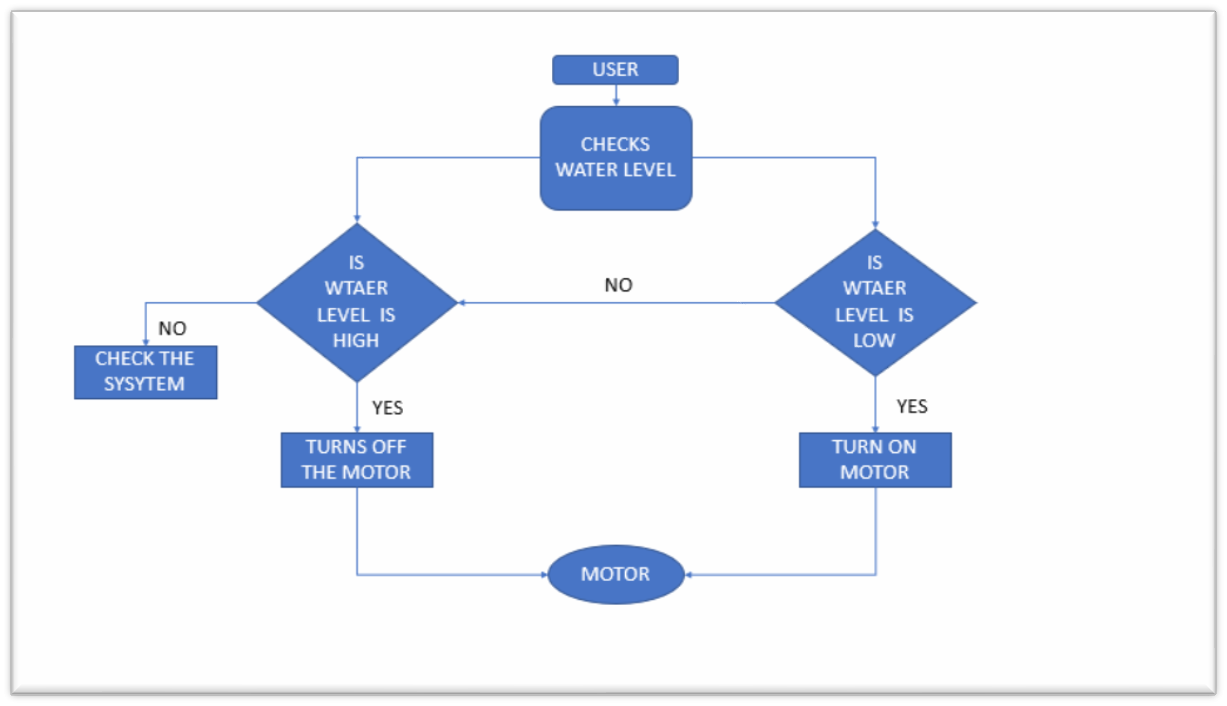 USER
CHECKS
WATER LEVEL
IS
WTAER
LEVEL IS
HIGH
NO
IS
WTAER
LEVEL IS
LOW
NO
CHECK THE
SYSYTEM
YES
YES
TURNS OFF
THE MOTOR
TURN ON
MOTOR
MOTOR